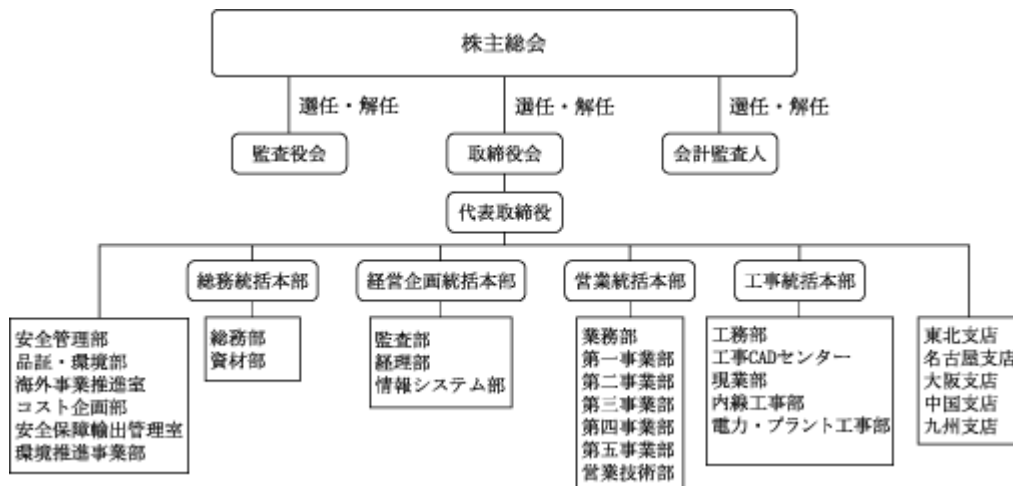 株主総会
選任・解任
選任・解任
選任・解任
監査役会
取締役会
会計監査人
代表取締役
総務統括本部
経営企画統括本部
営業統括本部
工事統括本部
安全管理部
品証・環境部
海外事業推進室
コスト企画部
安全保障輸出管理室
環境推進事業部
総務部
資材部
監査部
経理部
情報システム部
業務部
第一事業部
第二事業部
第三事業部
第四事業部
第五事業部
営業技術部
工務部
工事CADセンター
現業部
内線工事部
電力・プラント工事部
東北支店
名古屋支店
大阪支店
中国支店
九州支店